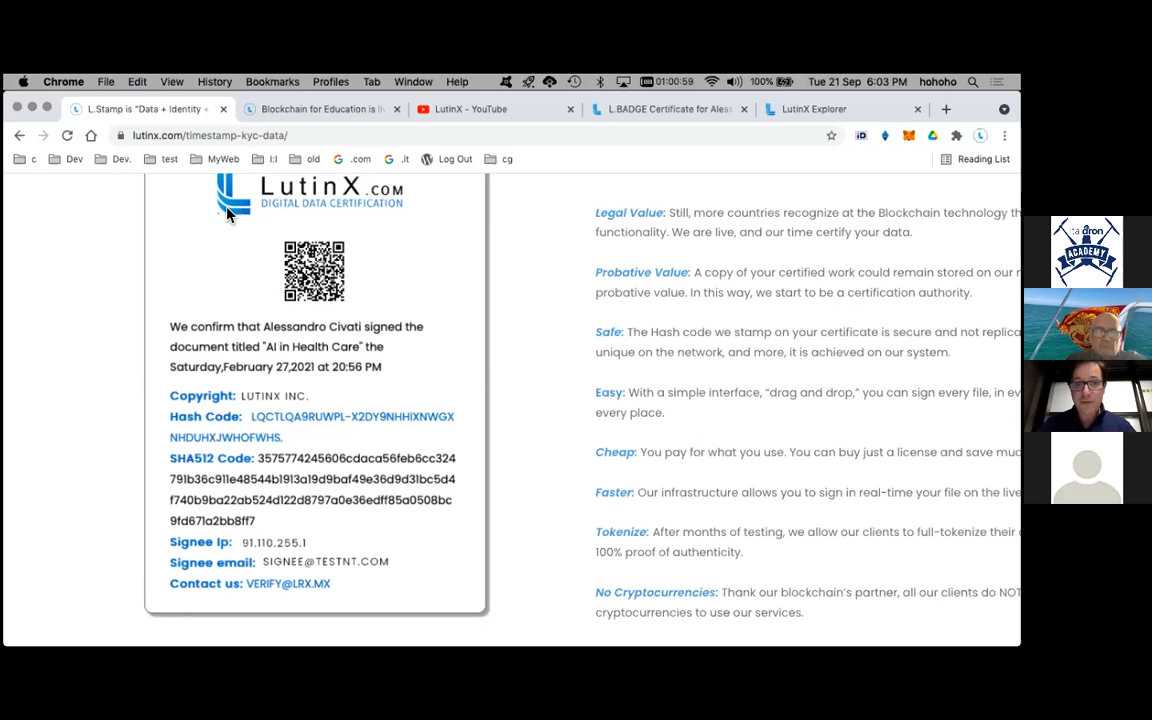 Chrome File Edit View History Bookmarks Profiles Tab Window Help 01:00:59 100% Tue 21 Sep 6:03 PM hohoho
L.Stamp is "Data + Identity + Blockchain for Education is li LutinX - YouTube L.BADGE Certificate for Aless LutinX Explorer
lutinx.com/timestamp-kyc-data/
c Dev Dev. test MyWeb I:I old .com .it Log Out cg Reading List
LutinX.COM
DIGITAL DATA CERTIFICATION
We confirm that Alessandro Civati signed the
document titled "AI in Health Care" the
Saturday,February 27,2021 at 20:56 PM
Copyright: LUTINX INC.
Hash Code: LQCTLQA9RUWPL-X2DY9NHHIXNWGX
NHDUHXJWHOFWHS.
SHA512 Code: 3575774245606cdaca56feb6cc324
791b36c911e48544b1913a19d9baf49e36d9d31bc5d4
f740b9ba22ab524d122d8797a0e36edff85a0508bc
9fd671a2bb8ff7
Signee Ip: 91.110.255.1
Signee email: SIGNEE@TESTNT.COM
Contact us: VERIFY@LRX.MX
Legal Value: Still, more countries recognize at the Blockchain technology th
functionality. We are live, and our time certify your data.
Probative Value: A copy of your certified work could remain stored on our n
probative value. In this way, we start to be a certification authority.
Safe: The Hash code we stamp on your certificate is secure and not replica
unique on the network, and more, it is achieved on our system.
Easy: With a simple interface, “drag and drop,” you can sign every file, in ev
every place.
Cheap: You pay for what you use. You can buy just a license and save muc
Faster: Our infrastructure allows you to sign in real-time your file on the live
Tokenize: After months of testing, we allow our clients to full-tokenize their
100% proof of authenticity.
No Cryptocurrencies: Thank our blockchain’s partner, all our clients do NOT
cryptocurrencies to use our services.
ita dron
ACADEMY